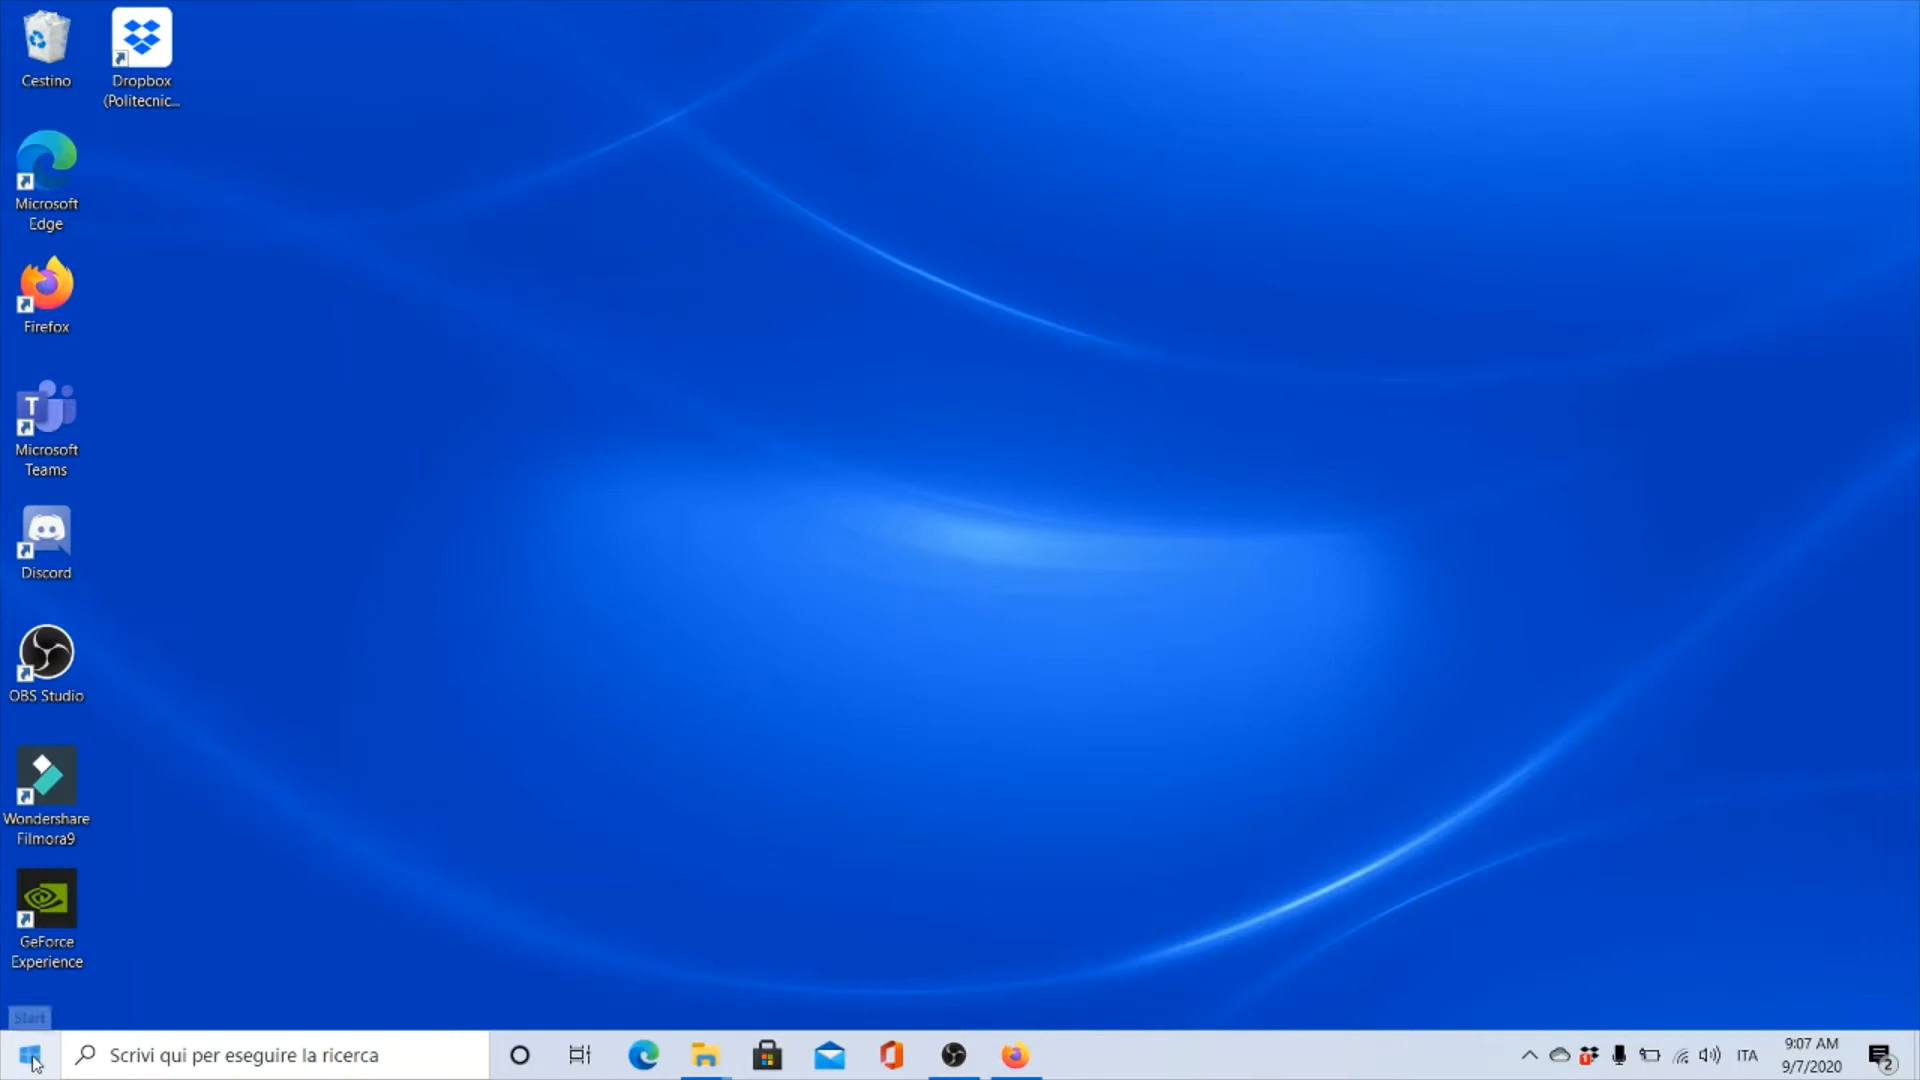 Cestino
Dropbox
(Politecnic...
Microsoft
Edge
Firefox
Microsoft
Teams
Discord
OBS Studio
Wondershare
Filmora9
GeForce
Experience
Start
Scrivi qui per eseguire la ricerca
ITA
9:07 AM
9/7/2020
2